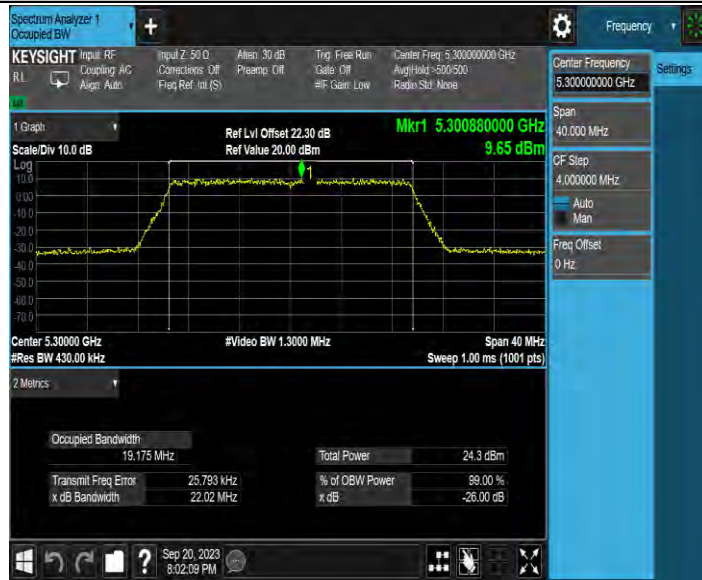 Spectrum Analyzer 1
Occupied BW
+
Frequency
KEYSIGHT
RL
Input: RF
Coupling: AC
Align: Auto
Input Z: 50 Ω
Corrections: Off
Freq Ref: Int (S)
Atten: 30 dB
Preamp: Off
Trig: Free Run
Gate: Off
#IF Gain: Low
Center Freq: 5.300000000 GHz
Avg|Hold:>500/500
Radio Std: None
Center Frequency
5.300000000 GHz
Settings
Span
40.000 MHz
CF Step
4.000000 MHz
Auto
Man
Freq Offset
0 Hz
1 Graph
Scale/Div 10.0 dB
Ref Lvl Offset 22.30 dB
Ref Value 20.00 dBm
Mkr1 5.300880000 GHz
9.65 dBm
Log
10.0
0.00
-10.0
-20.0
-30.0
-40.0
-50.0
-60.0
-70.0
1
Center 5.30000 GHz
#Res BW 430.00 kHz
#Video BW 1.3000 MHz
Span 40 MHz
Sweep 1.00 ms (1001 pts)
2 Metrics
Occupied Bandwidth
19.175 MHz
Total Power 24.3 dBm
Transmit Freq Error 25.793 kHz
% of OBW Power 99.00 %
x dB Bandwidth 22.02 MHz
x dB -26.00 dB
?
Sep 20, 2023
8:02:09 PM